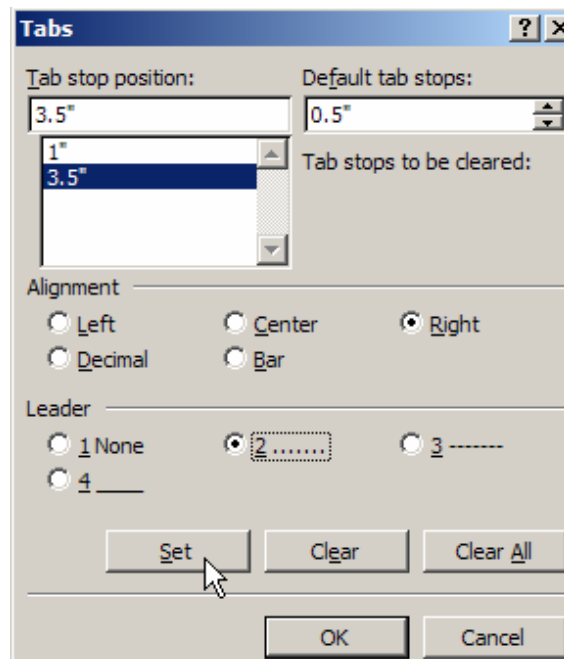 Tabs
Tab stop position: Default tab stops:
3.5" 0.5"
1" Tab stops to be cleared:
3.5"
Alignment
Left Center Right
Decimal Bar
Leader
1 None 2 ....... 3 -------
4 ____
Set Clear Clear All
OK Cancel